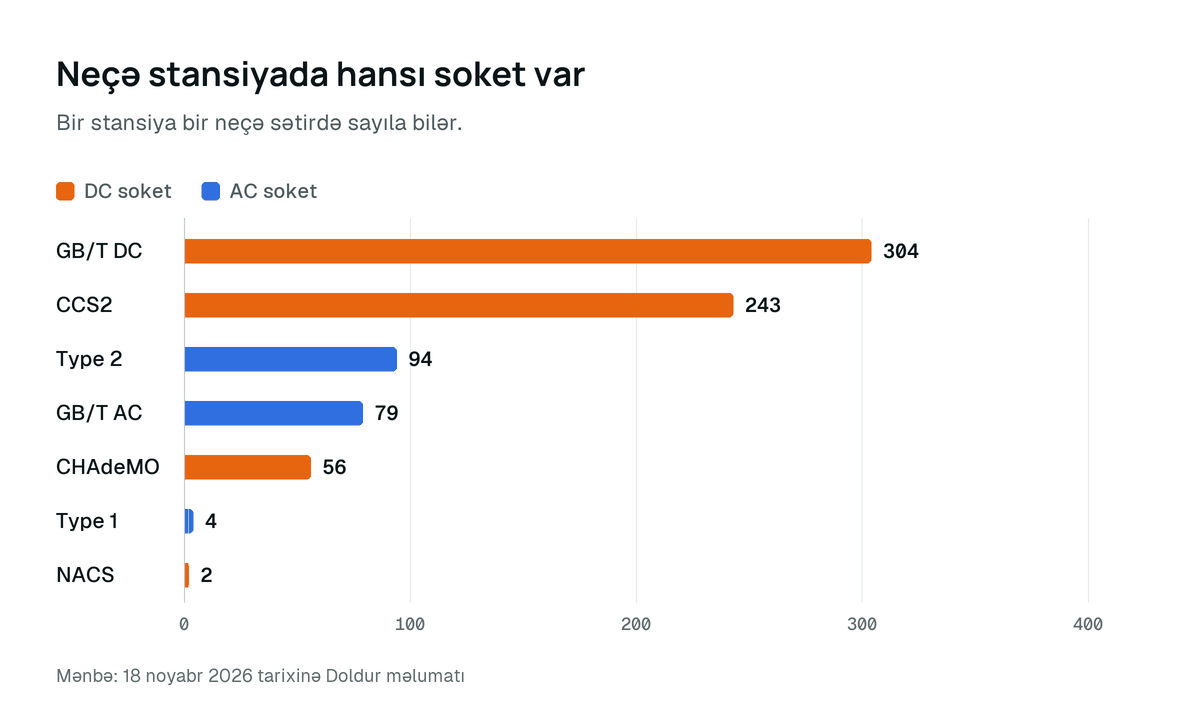 Neçə stansiyada hansı soket var
Bir stansiya bir neçə sətirdə sayıla bilər.
DC soket AC soket
GB/T DC 304
CCS2 243
Type 2 94
GB/T AC 79
CHAdeMO 56
Type 1 4
NACS 2
0 100 200 300 400
Mənbə: 18 noyabr 2026 tarixinə Doldur məlumatı